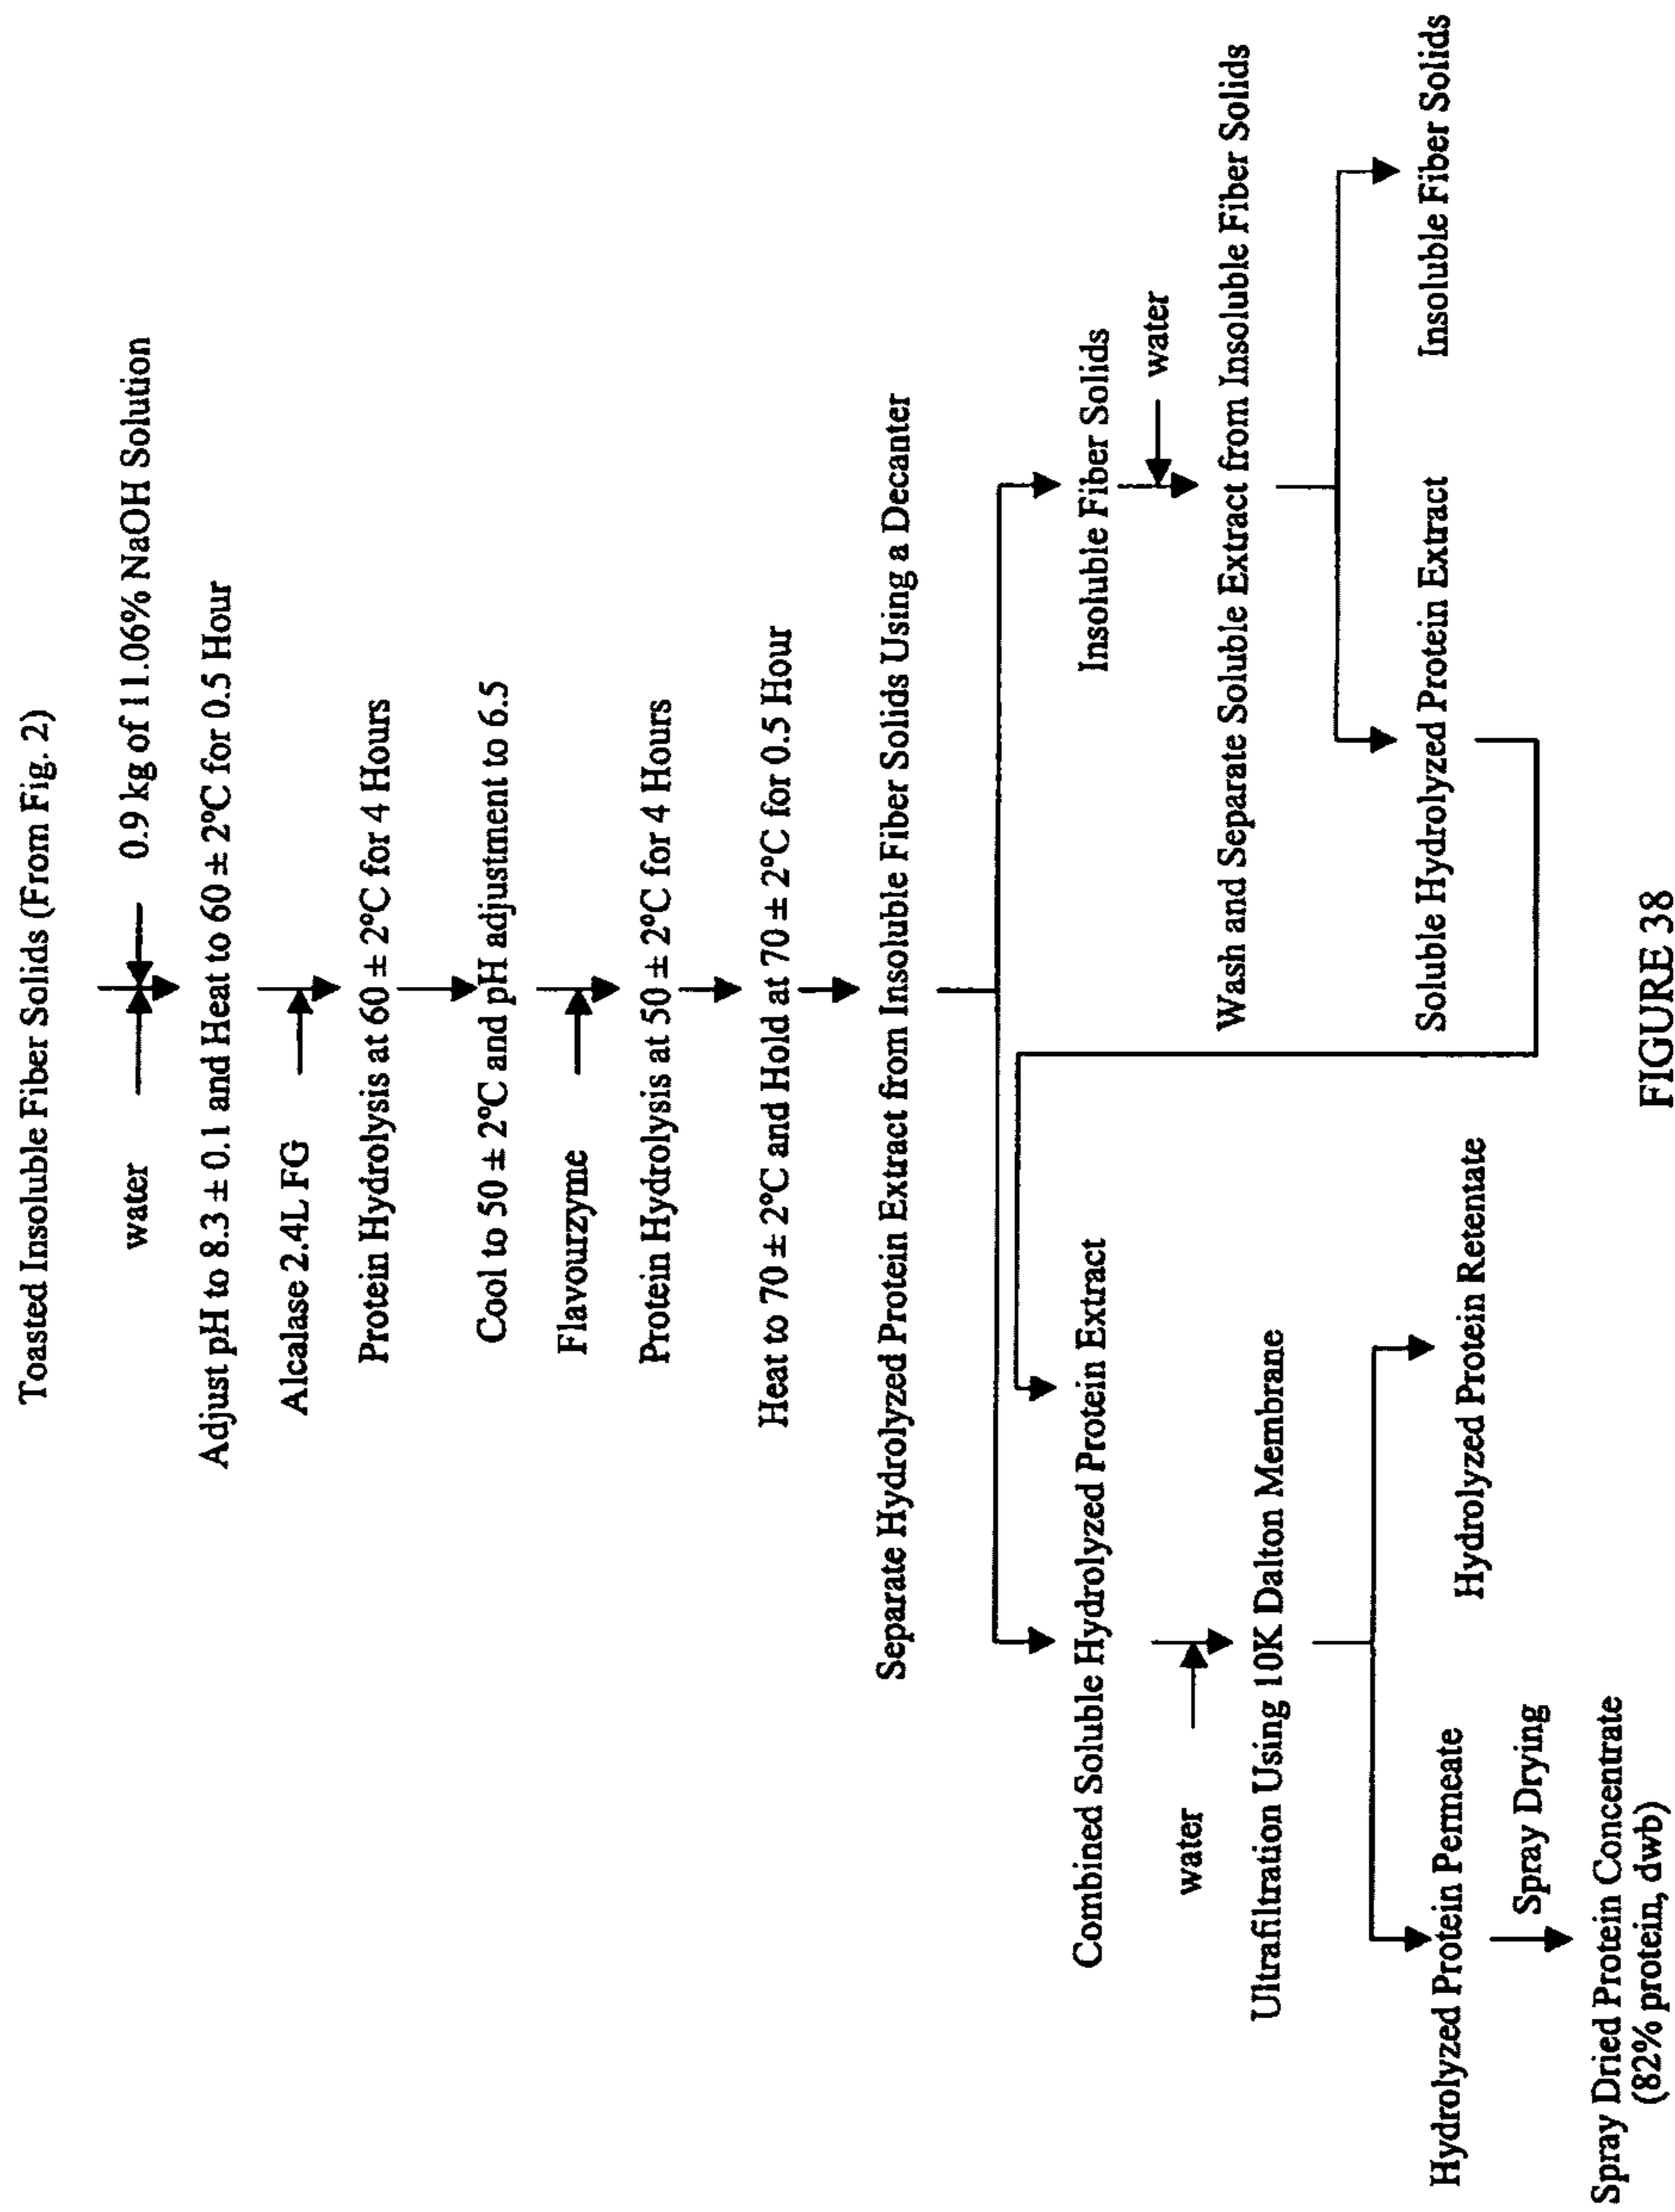 Toasted Insoluble Fiber Solids (From Fig. 2)
water
0.9 kg of 11.06% NaOH Solution
Adjust pH to 8.3 ± 0.1 and Heat to 60 ± 2°C for 0.5 Hour
Alcalase 2.4L FG
Protein Hydrolysis at 60 ± 2°C for 4 Hours
Cool to 50 ± 2°C and pH adjustment to 6.5
Flavourzyme
Protein Hydrolysis at 50 ± 2°C for 4 Hours
Heat to 70 ± 2°C and Hold at 70 ± 2°C for 0.5 Hour
Separate Hydrolyzed Protein Extract from Insoluble Fiber Solids Using a Decanter
Combined Soluble Hydrolyzed Protein Extract
Insoluble Fiber Solids
water
water
Ultrafiltration Using 10K Dalton Membrane
Wash and Separate Soluble Extract from Insoluble Fiber Solids
Hydrolyzed Protein Permeate
Hydrolyzed Protein Retentate
Soluble Hydrolyzed Protein Extract
Insoluble Fiber Solids
Spray Drying
Spray Dried Protein Concentrate
(82% protein, dwb)
FIGURE 38